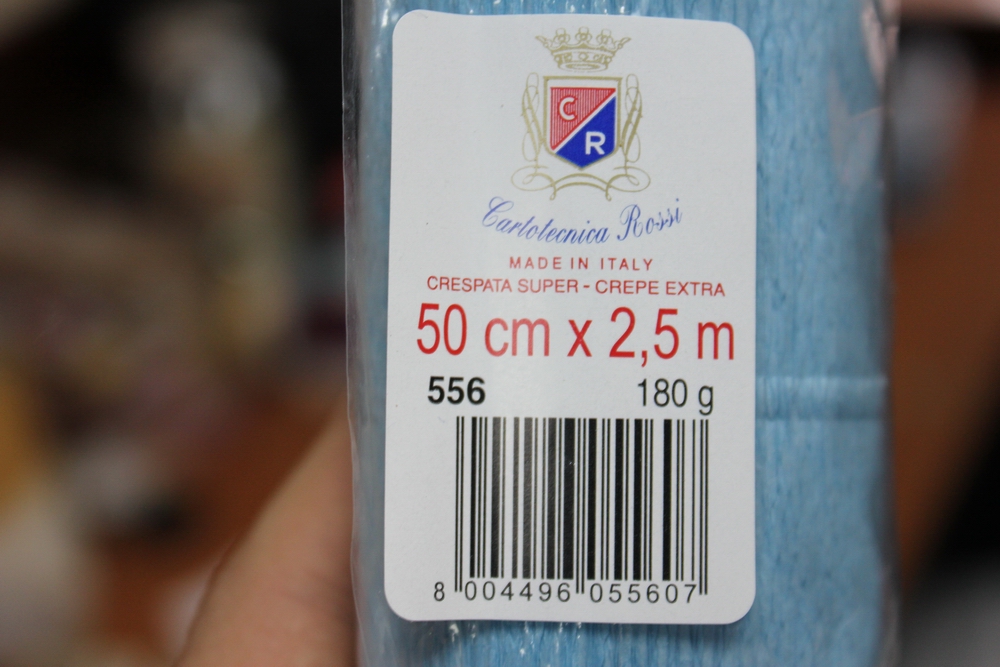 C
R
Cartotecnica Rossi
MADE IN ITALY
CRESPATA SUPER - CREPE EXTRA
50 cm x 2,5 m
556 180 g
8 004496 055607